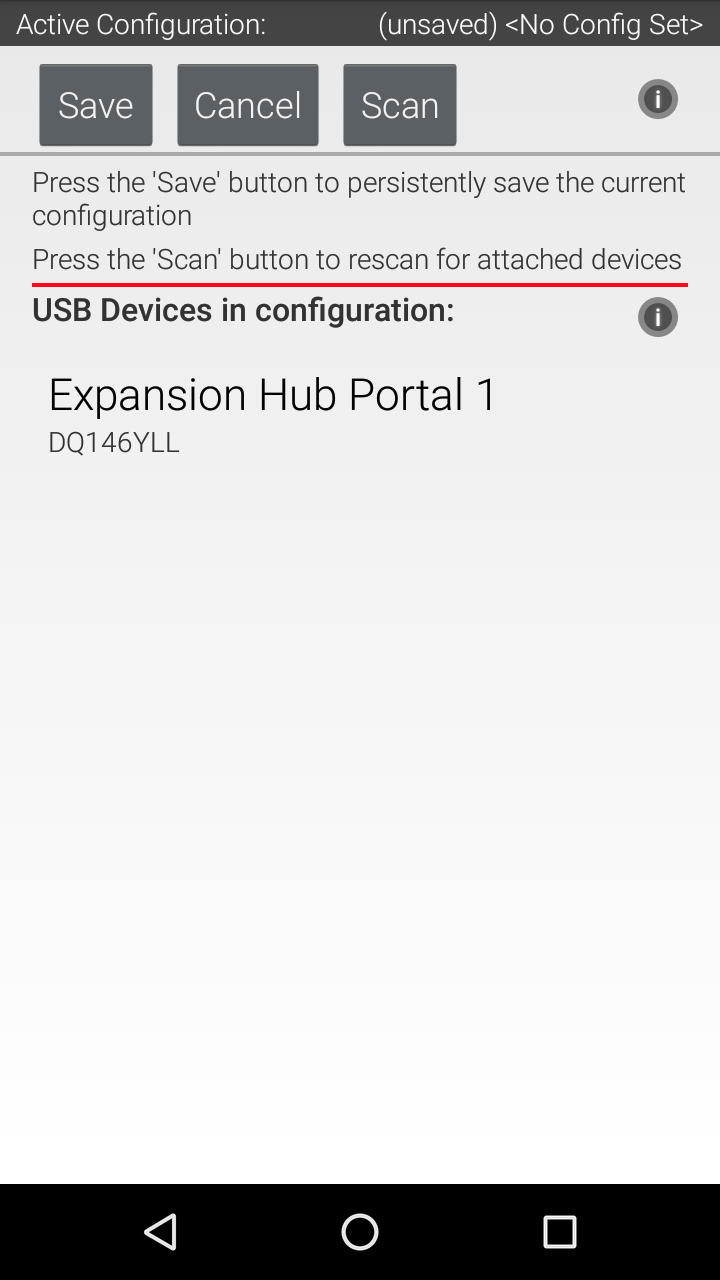 Active Configuration: (unsaved) <No Config Set>
Save Cancel Scan
Press the 'Save' button to persistently save the current
configuration
Press the 'Scan' button to rescan for attached devices
USB Devices in configuration:
Expansion Hub Portal 1
DQ146YLL